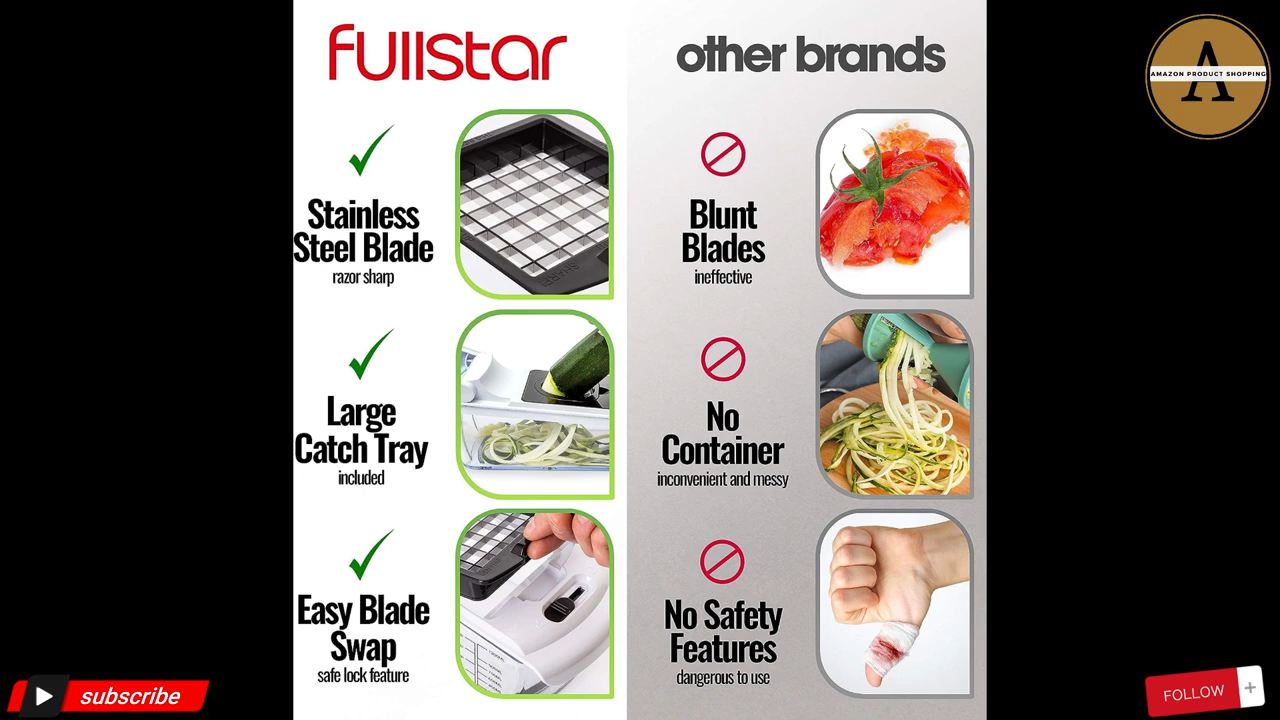 fullstar
other brands
AMAZON PRODUCT SHOPPING
A
Stainless
Steel Blade
razor sharp
Blunt
Blades
ineffective
Large
Catch Tray
included
No
Container
inconvenient and messy
Easy Blade
Swap
safe lock feature
No Safety
Features
dangerous to use
subscribe
FOLLOW